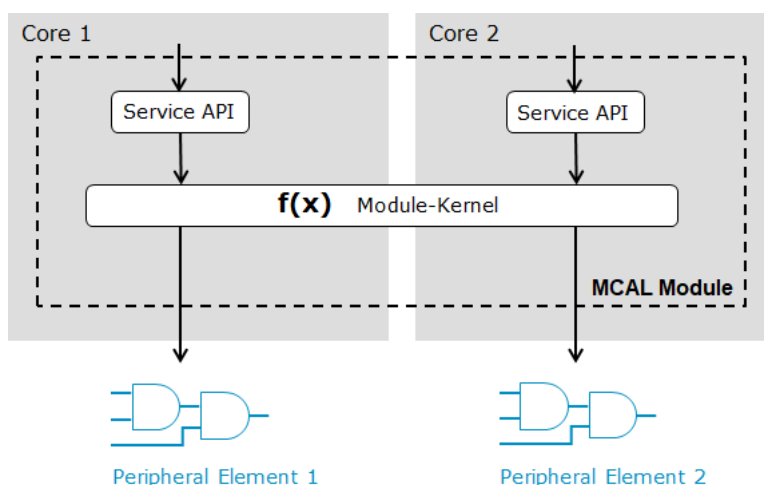 Core 1
Core 2
Service API
Service API
f(x) Module-Kernel
MCAL Module
Peripheral Element 1
Peripheral Element 2